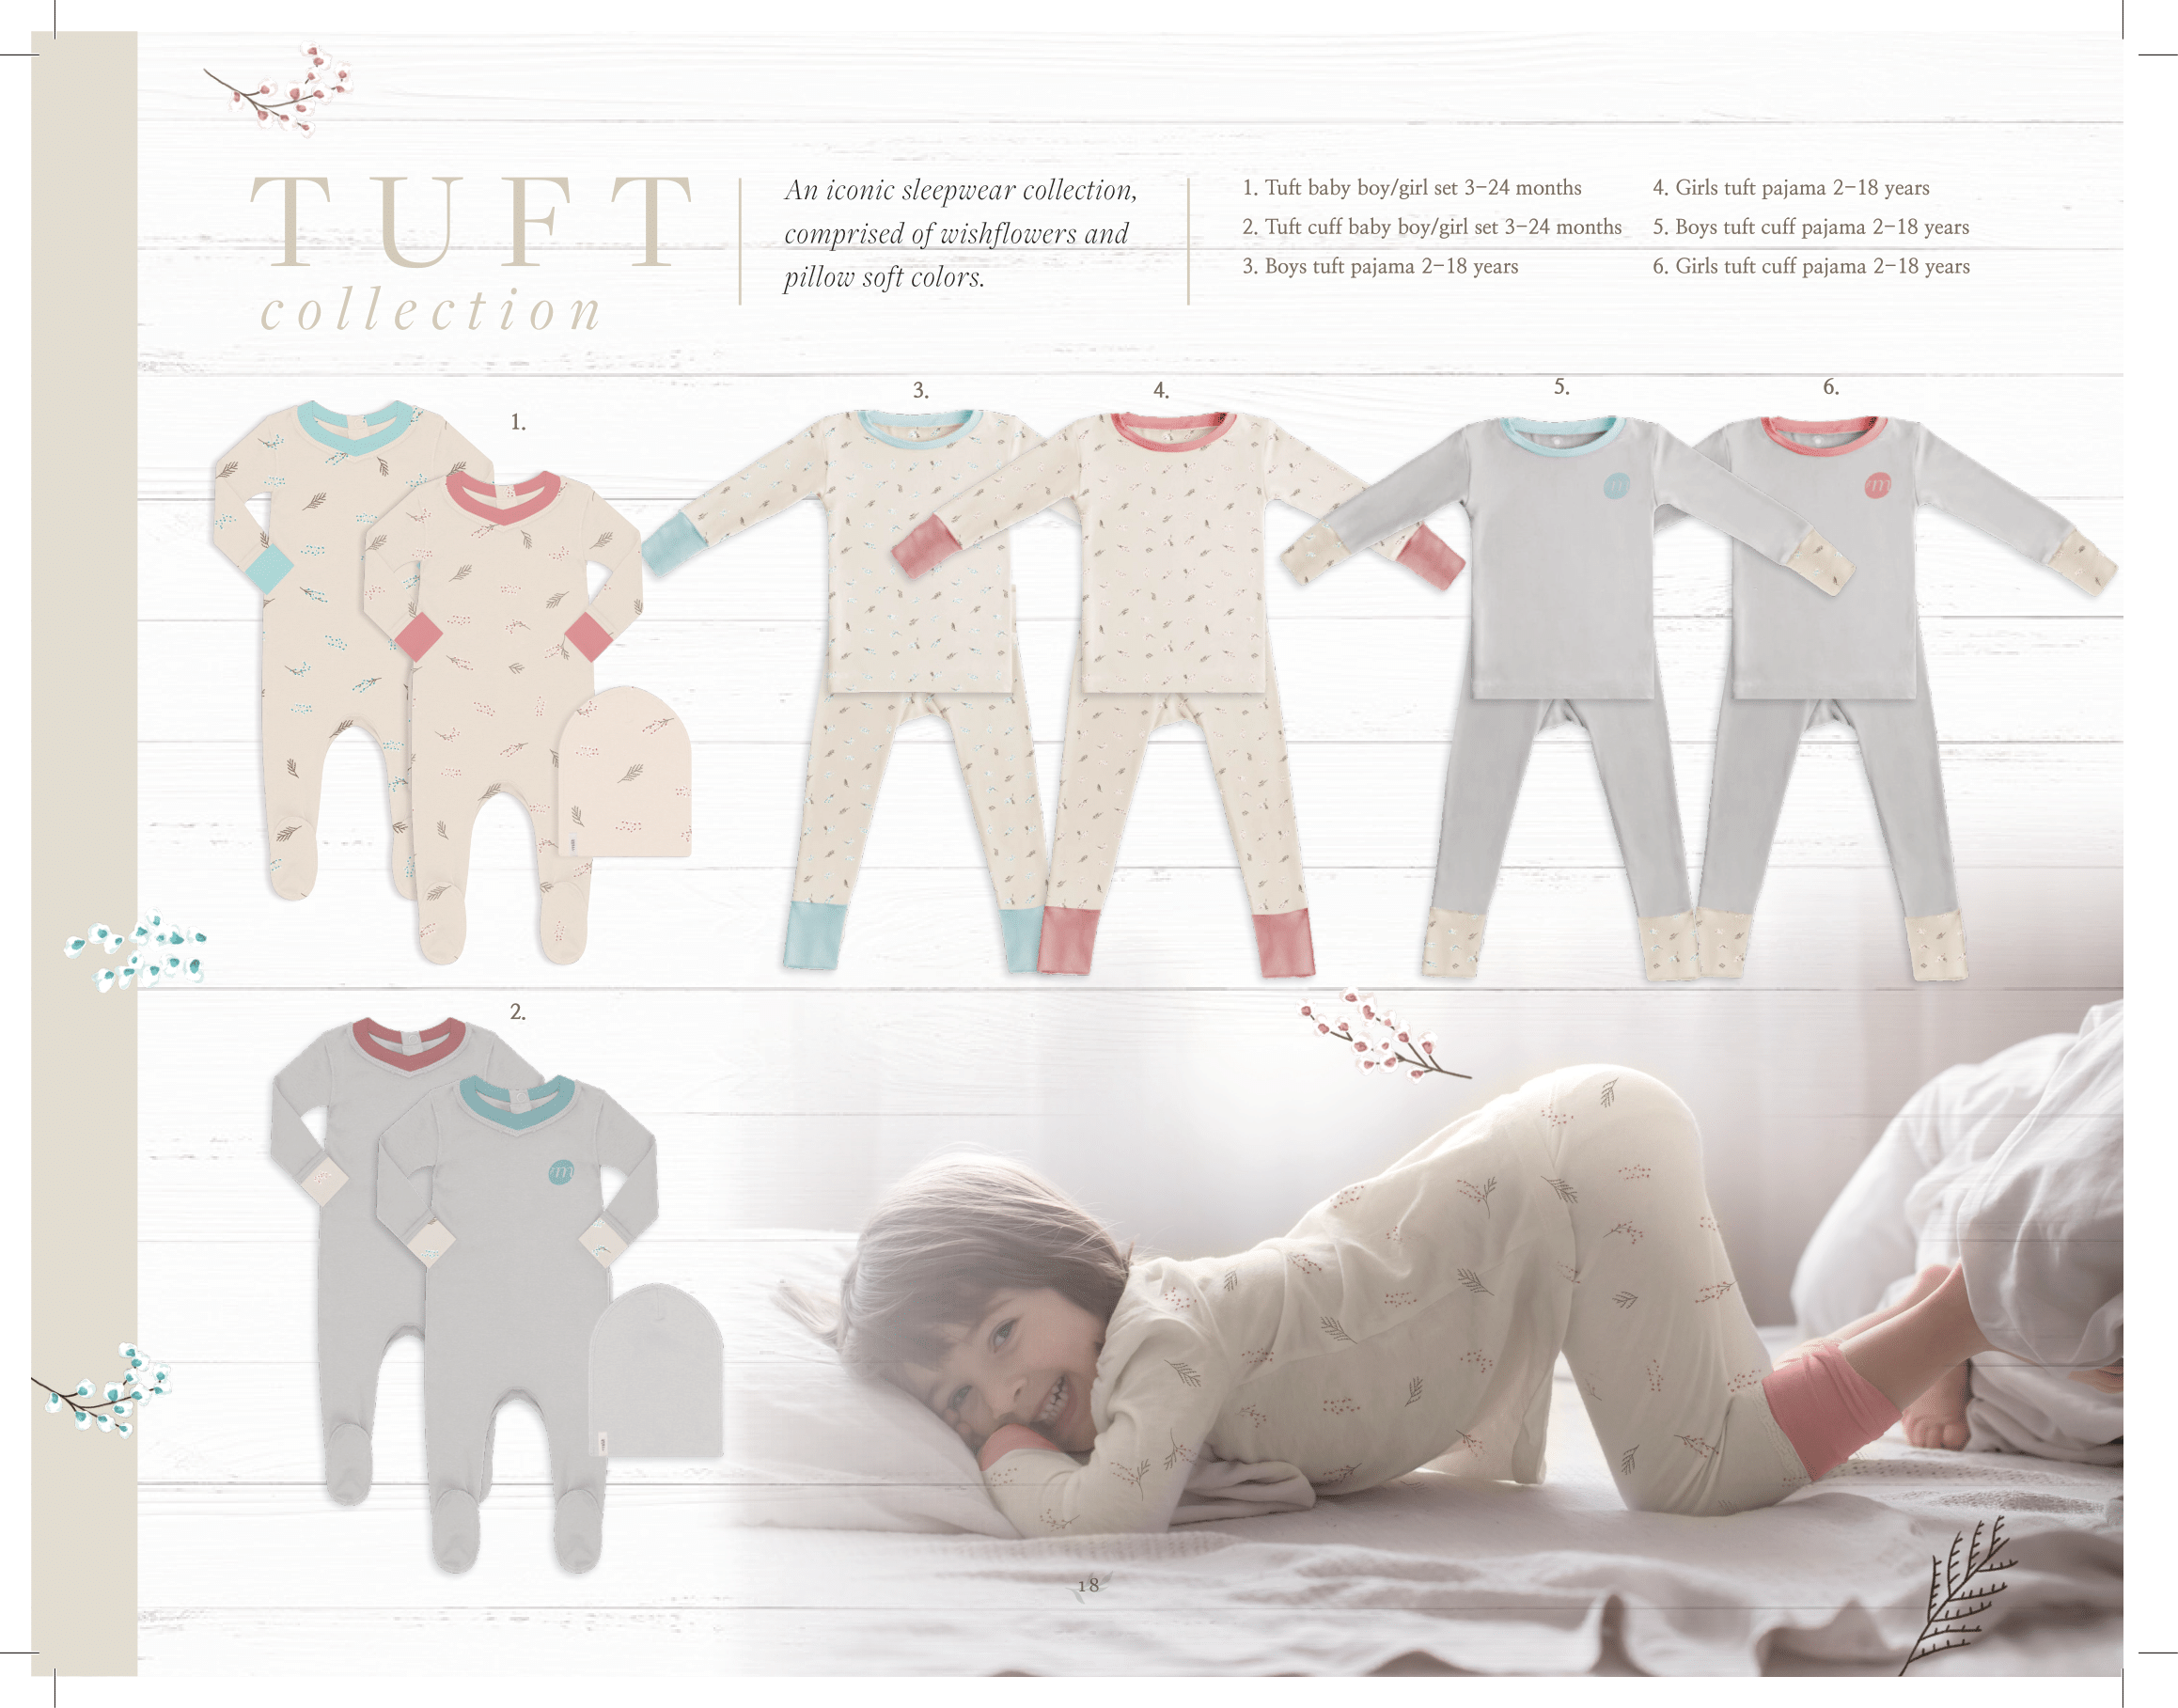 TUFT
collection
An iconic sleepwear collection,
comprised of wishflowers and
pillow soft colors.
1. Tuft baby boy/girl set 3–24 months
2. Tuft cuff baby boy/girl set 3–24 months
3. Boys tuft pajama 2–18 years
4. Girls tuft pajama 2–18 years
5. Boys tuft cuff pajama 2–18 years
6. Girls tuft cuff pajama 2–18 years
1.
3.
4.
5.
6.
m
m
2.
m
18